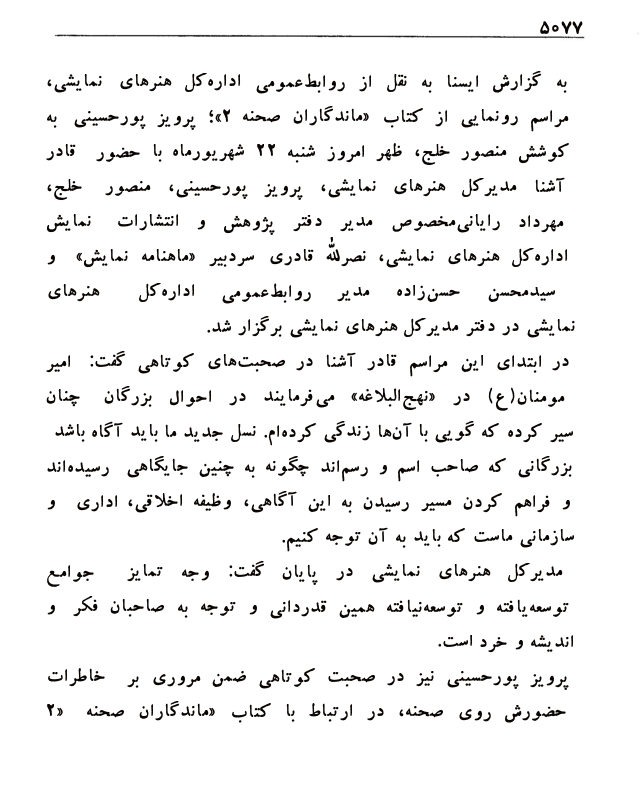 ۵۰۷۷
به گزارش ایسنا به نقل از روابط‌عمومی اداره‌کل هنرهای نمایشی،
مراسم رونمایی از کتاب «ماندگاران صحنه ۲»؛ پرویز پورحسینی به
کوشش منصور خلج، ظهر امروز شنبه ۲۲ شهریورماه با حضور قادر
آشنا مدیرکل هنرهای نمایشی، پرویز پورحسینی، منصور خلج،
مهرداد رایانی‌مخصوص مدیر دفتر پژوهش و انتشارات نمایش
اداره‌کل هنرهای نمایشی، نصرالله قادری سردبیر «ماهنامه نمایش» و
سیدمحسن حسن‌زاده مدیر روابط‌عمومی اداره‌کل هنرهای
نمایشی در دفتر مدیرکل هنرهای نمایشی برگزار شد.
در ابتدای این مراسم قادر آشنا در صحبت‌های کوتاهی گفت: امیر
مومنان(ع) در «نهج‌البلاغه» می‌فرمایند در احوال بزرگان چنان
سیر کرده که گویی با آن‌ها زندگی کرده‌ام. نسل جدید ما باید آگاه باشد
بزرگانی که صاحب اسم و رسم‌اند چگونه به چنین جایگاهی رسیده‌اند
و فراهم کردن مسیر رسیدن به این آگاهی، وظیفه اخلاقی، اداری و
سازمانی ماست که باید به آن توجه کنیم.
مدیرکل هنرهای نمایشی در پایان گفت: وجه تمایز جوامع
توسعه‌یافته و توسعه‌نیافته همین قدردانی و توجه به صاحبان فکر و
اندیشه و خرد است.
پرویز پورحسینی نیز در صحبت کوتاهی ضمن مروری بر خاطرات
حضورش روی صحنه، در ارتباط با کتاب «ماندگاران صحنه ۲»